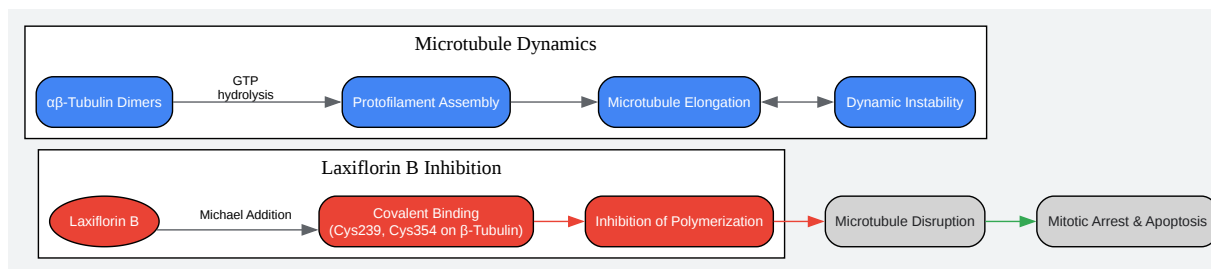 Microtubule Dynamics
αβ-Tubulin Dimers
GTP
hydrolysis
Protofilament Assembly
Microtubule Elongation
Dynamic Instability
Laxiflorin B Inhibition
Laxiflorin B
Michael Addition
Covalent Binding
(Cys239, Cys354 on β-Tubulin)
Inhibition of Polymerization
Microtubule Disruption
Mitotic Arrest & Apoptosis